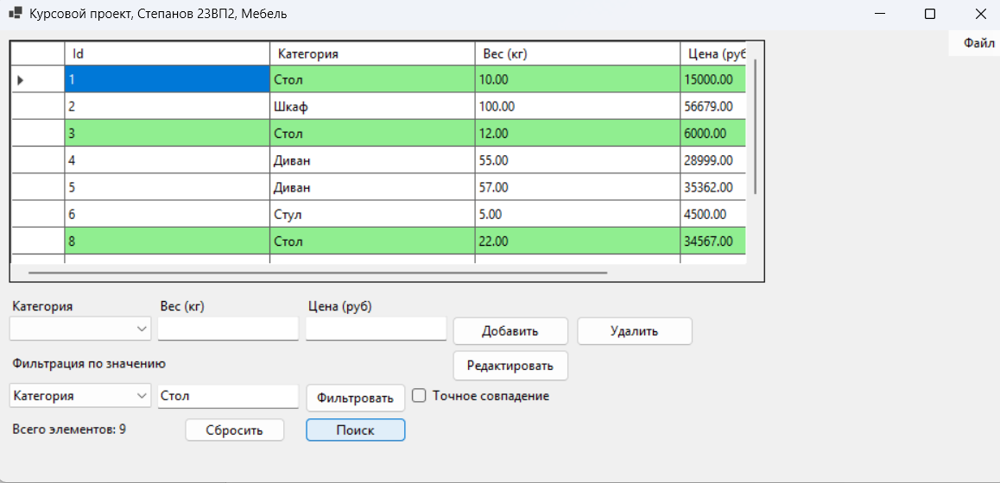 Курсовой проект, Степанов 23ВП2, Мебель
Файл
Id Категория Вес (кг) Цена (руб
1 Стол 10.00 15000.00
2 Шкаф 100.00 56679.00
3 Стол 12.00 6000.00
4 Диван 55.00 28999.00
5 Диван 57.00 35362.00
6 Стул 5.00 4500.00
8 Стол 22.00 34567.00
Категория Вес (кг) Цена (руб)
Добавить Удалить
Фильтрация по значению Редактировать
Категория Стол Фильтровать Точное совпадение
Всего элементов: 9 Сбросить Поиск